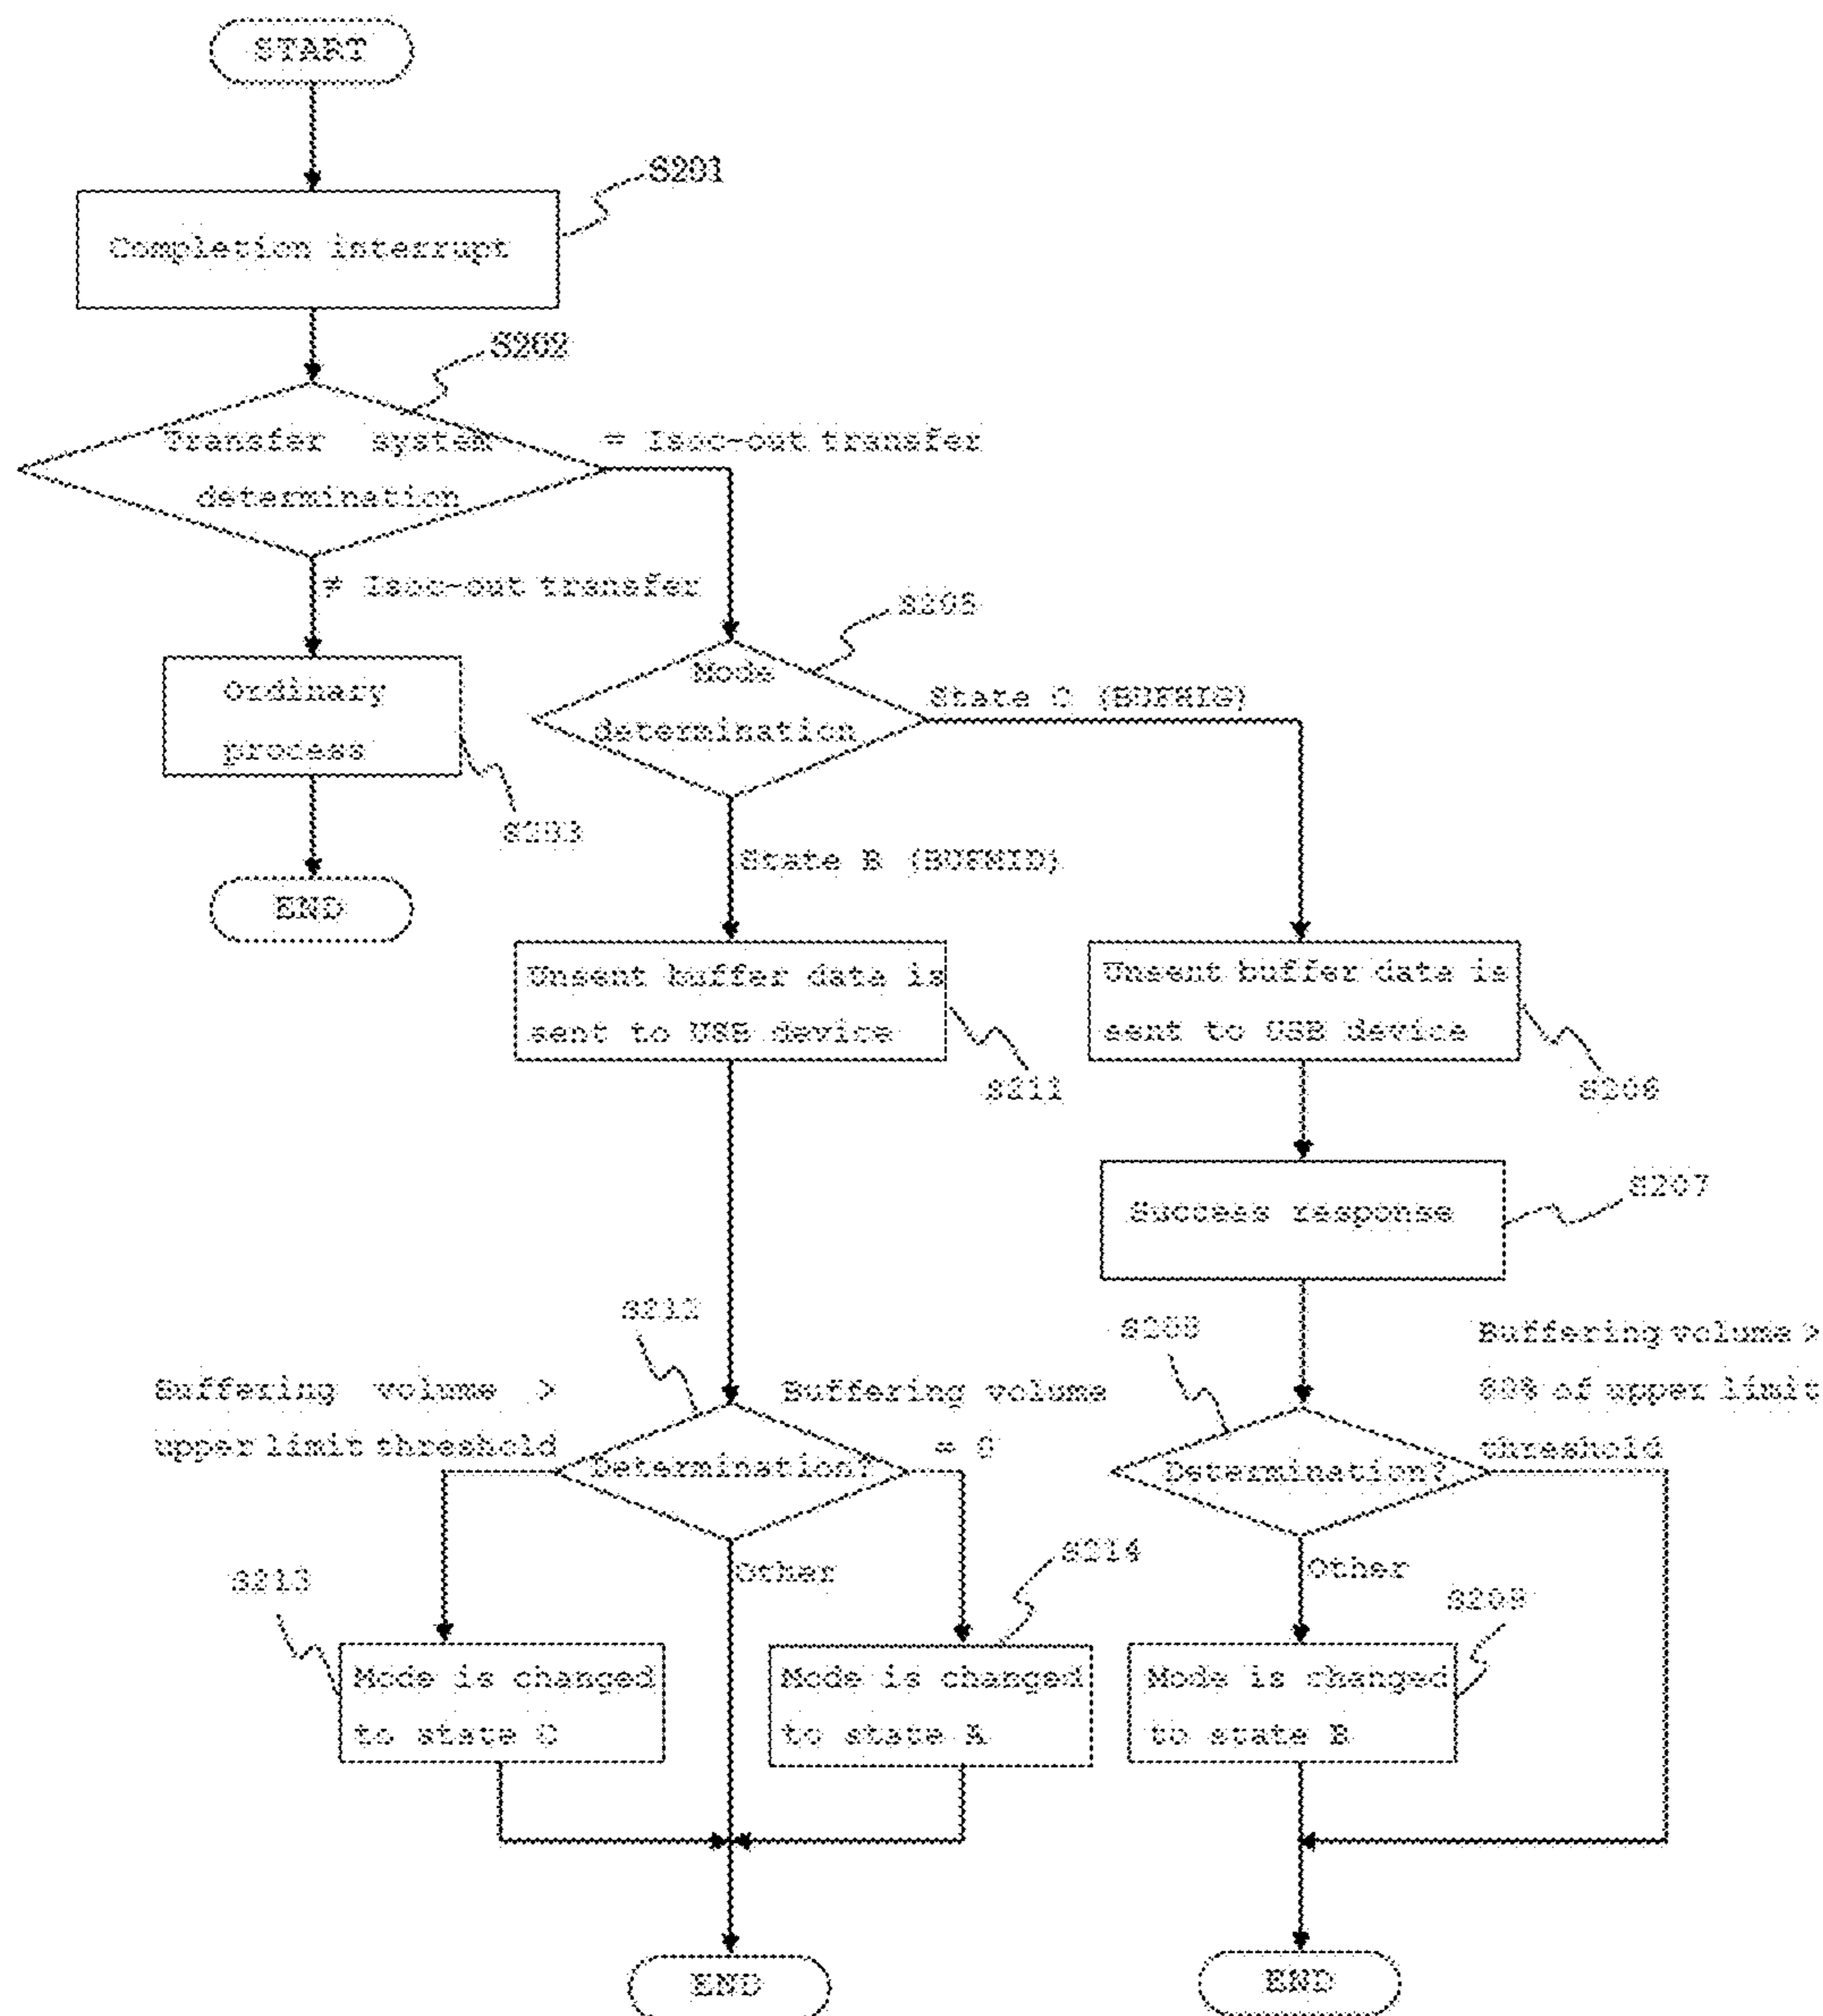 START
S201
Completion interrupt
S202
Transfer system
determination
= Isoc-out transfer
≠ Isoc-out transfer
S205
Mode
determination
State C (BUFHIG)
Ordinary
process
S203
State B (BUFMID)
END
Unsent buffer data is
sent to USB device
S211
Unsent buffer data is
sent to USB device
S206
Success response
S207
S212
S208
Buffering volume >
upper limit threshold
Buffering volume
= 0
Buffering volume >
of upper limit
threshold
Determination?
Determination?
Other
S214
Other
S213
S209
Mode is changed
to state C
Mode is changed
to state A
Mode is changed
to state B
END
END